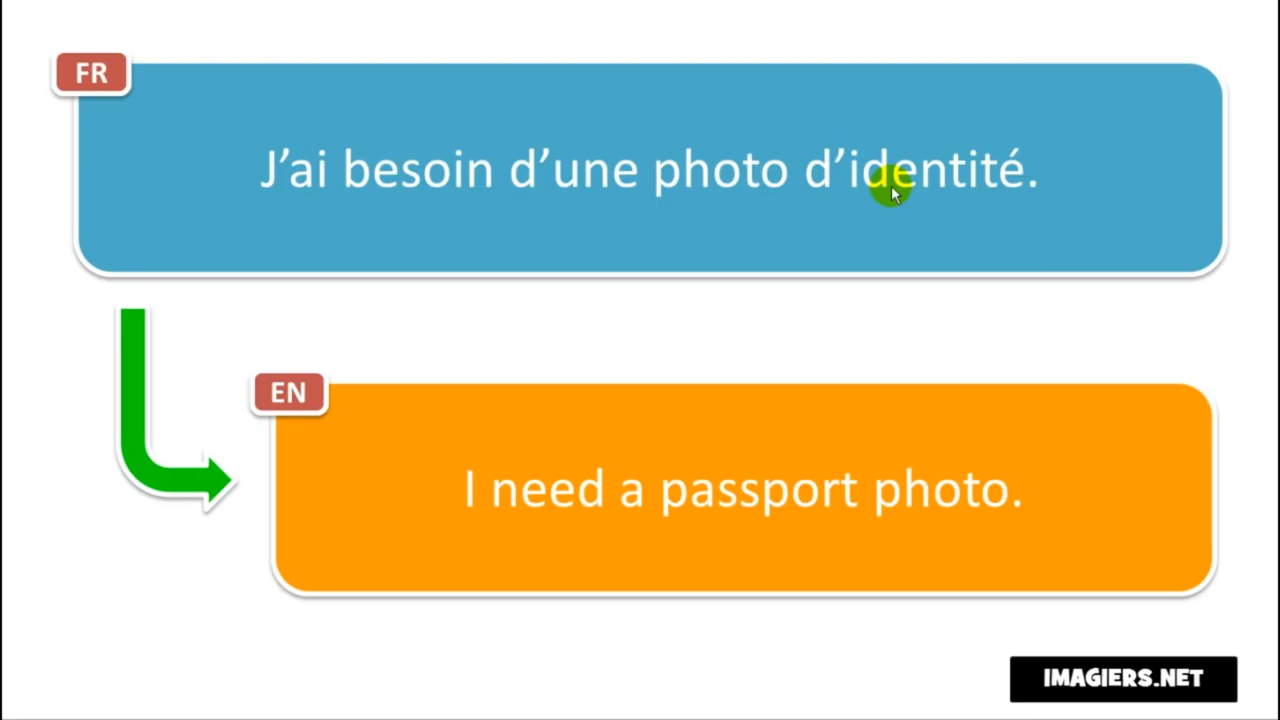 FR
J’ai besoin d’une photo d’identité.
EN
I need a passport photo.
IMAGIERS.NET